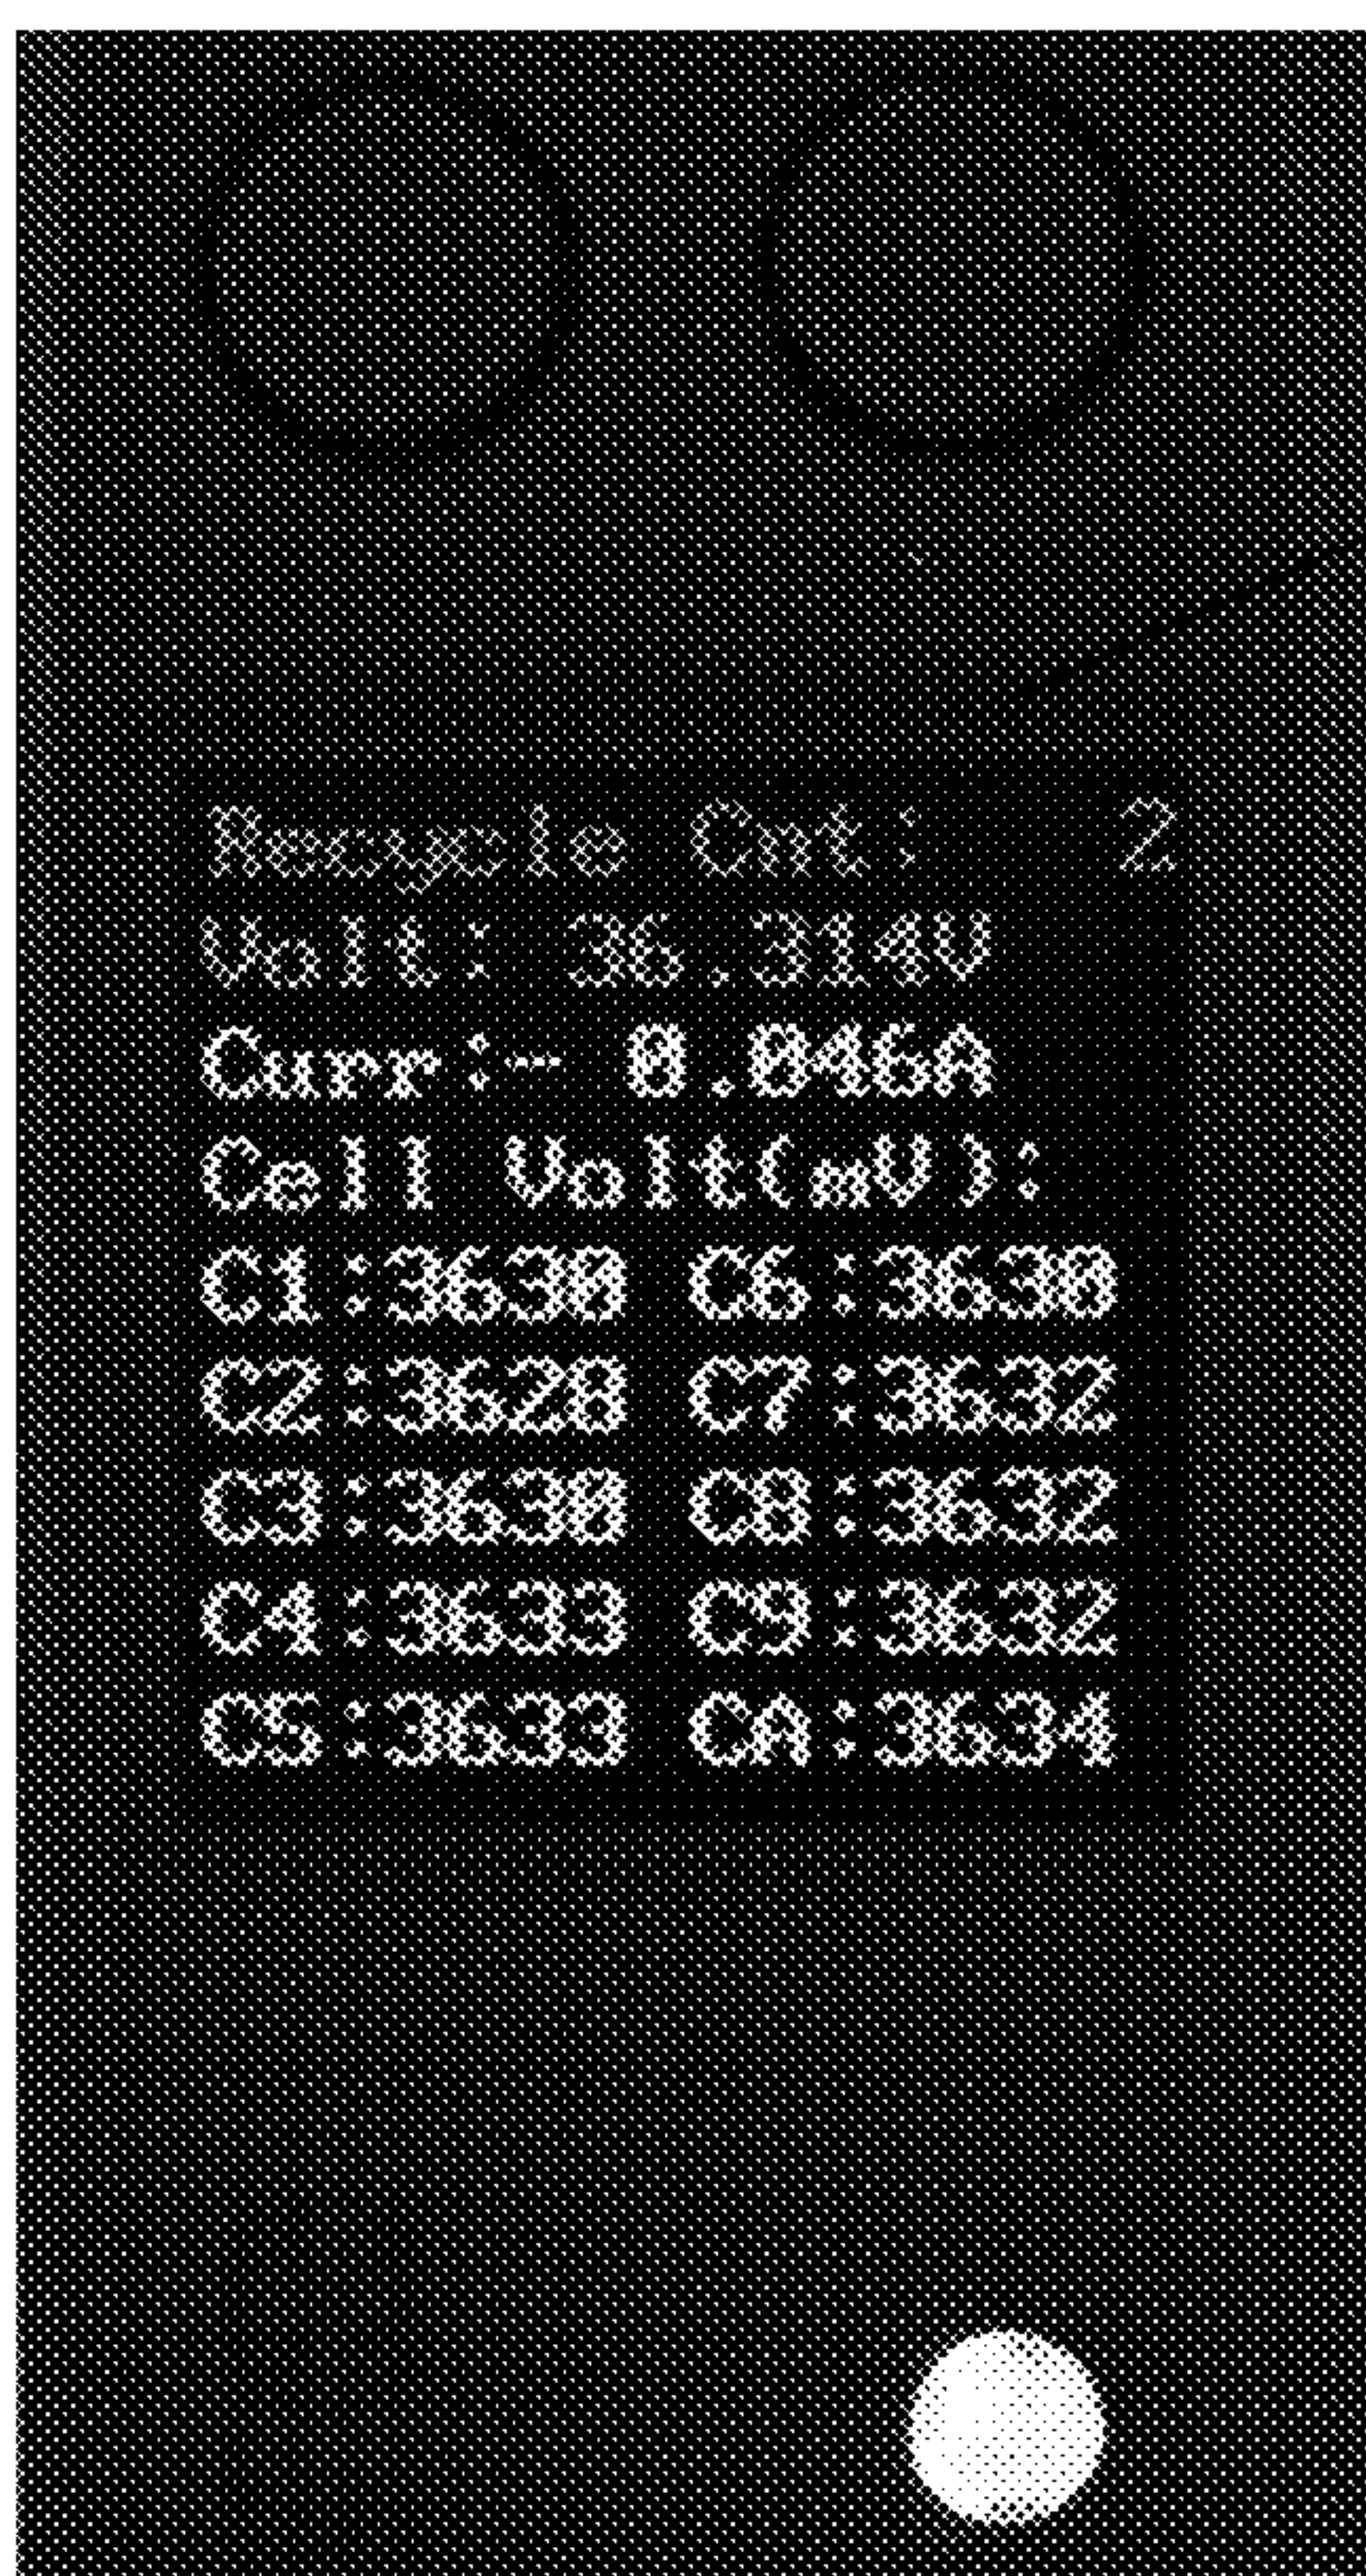 Recycle Cnt:   2
Volt: 36.314V
Curr:- 0.046A
Cell Volt(mV):
C1:3630 C6:3630
C2:3628 C7:3632
C3:3630 C8:3632
C4:3633 C9:3632
C5:3633 CA:3634